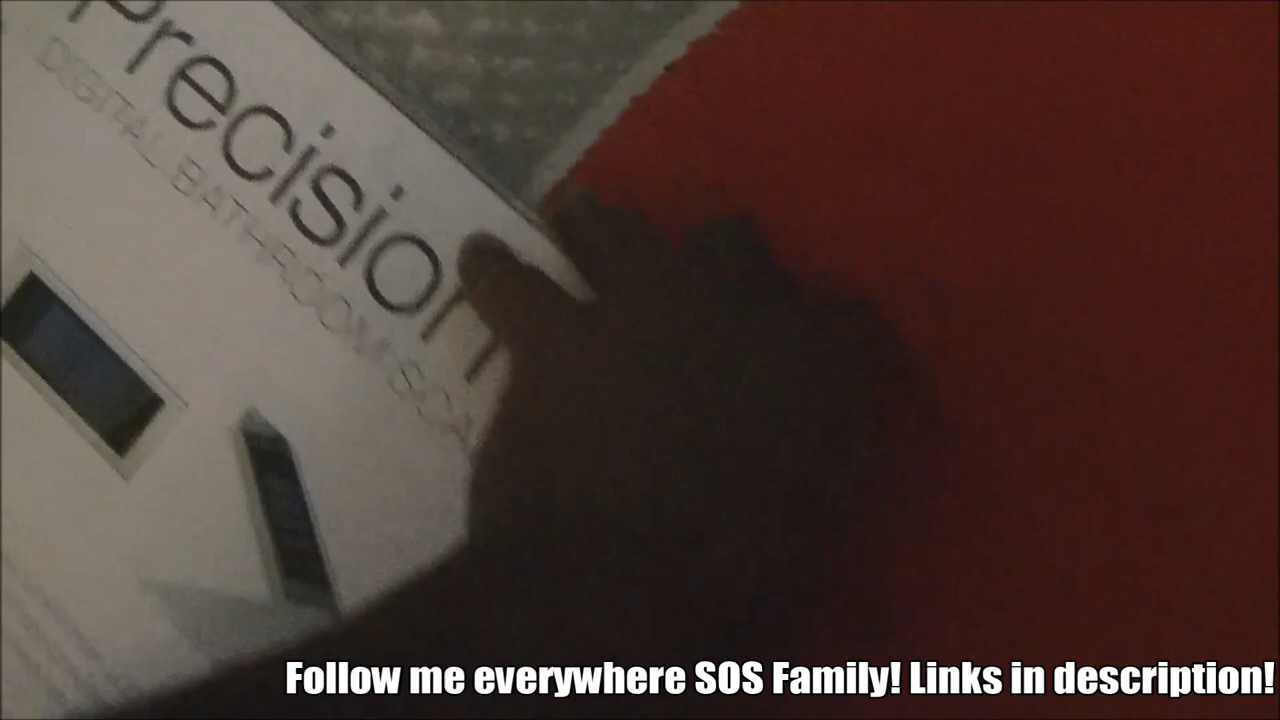 Precision
DIGITAL BATHROOM SCA
Follow me everywhere SOS Family! Links in description!